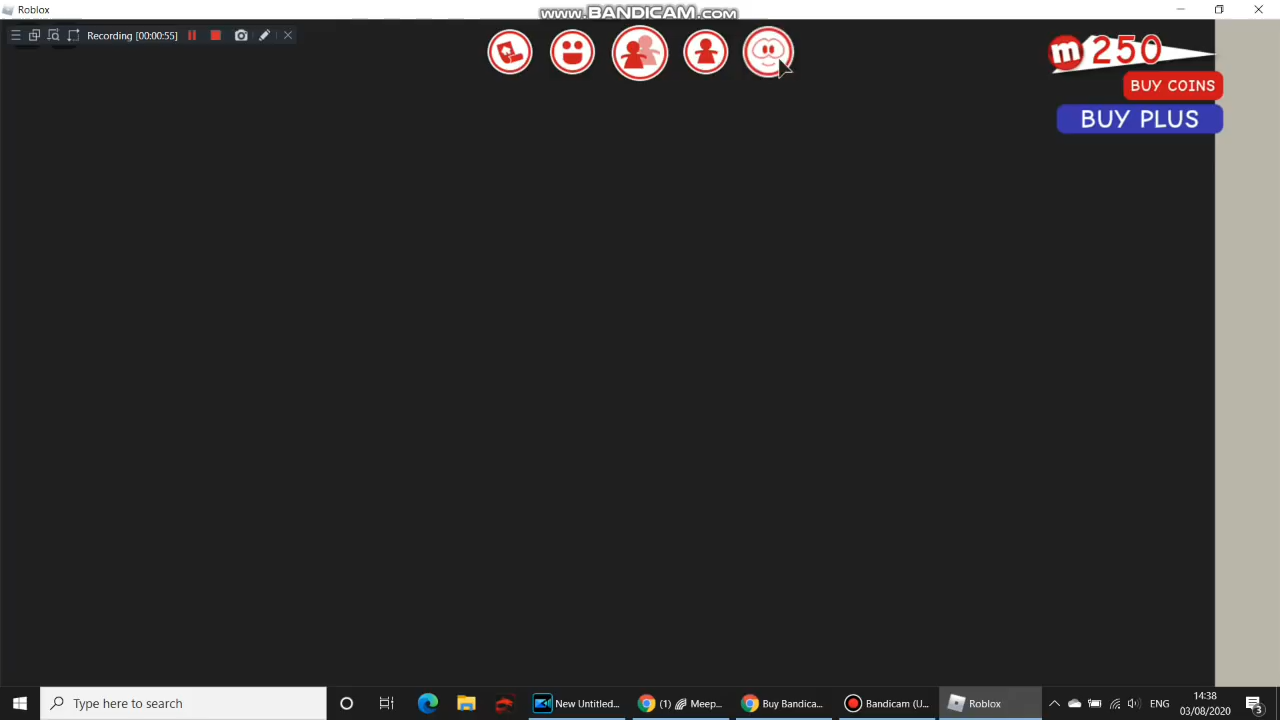 Roblox
www.BANDICAM.com
Recording [00:00:55]
m 250
BUY COINS
BUY PLUS
Type here to search
New Untitled...
(1) Meep...
Buy Bandica...
Bandicam (U...
Roblox
ENG
14:38
03/08/2020
3